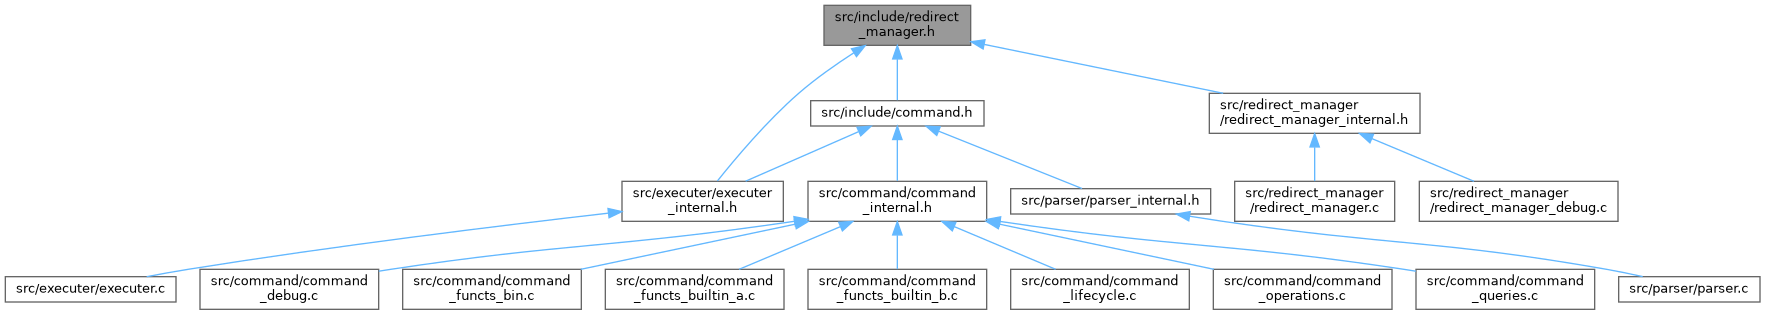 src/include/redirect
_manager.h
src/include/command.h
src/redirect_manager
/redirect_manager_internal.h
src/executer/executer
_internal.h
src/command/command
_internal.h
src/parser/parser_internal.h
src/redirect_manager
/redirect_manager.c
src/redirect_manager
/redirect_manager_debug.c
src/executer/executer.c
src/command/command
_debug.c
src/command/command
_functs_bin.c
src/command/command
_functs_builtin_a.c
src/command/command
_functs_builtin_b.c
src/command/command
_lifecycle.c
src/command/command
_operations.c
src/command/command
_queries.c
src/parser/parser.c